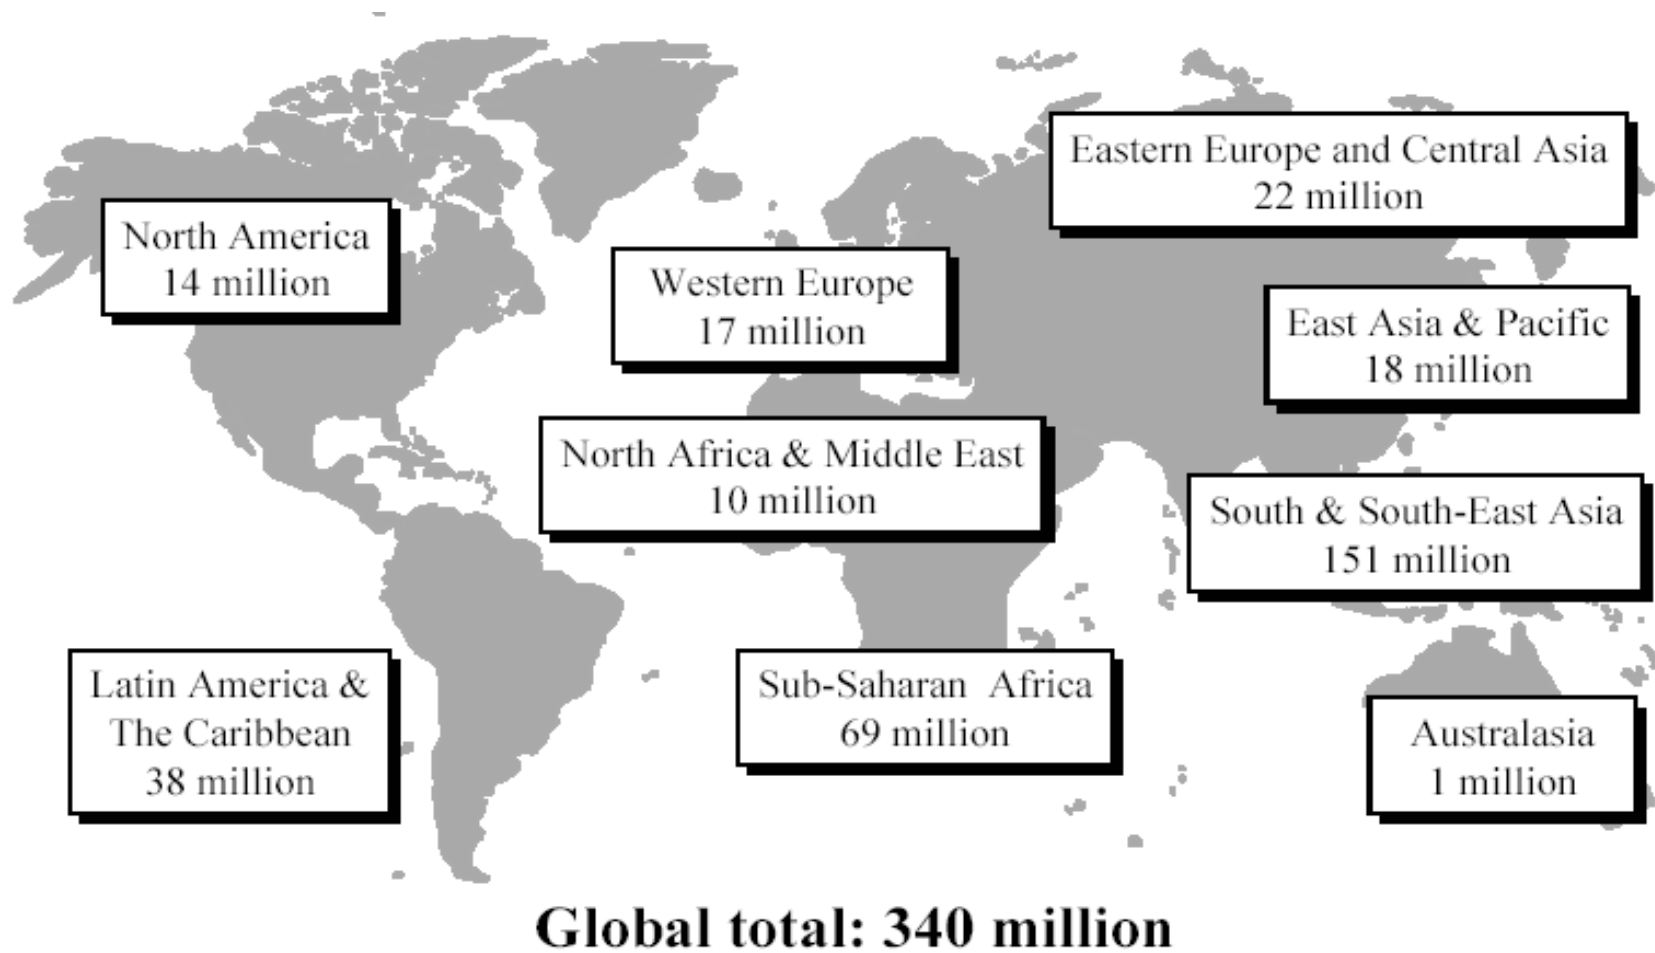 Eastern Europe and Central Asia
22 million
North America
14 million
Western Europe
17 million
East Asia & Pacific
18 million
North Africa & Middle East
10 million
South & South-East Asia
151 million
Latin America &
The Caribbean
38 million
Sub-Saharan Africa
69 million
Australasia
1 million
Global total: 340 million